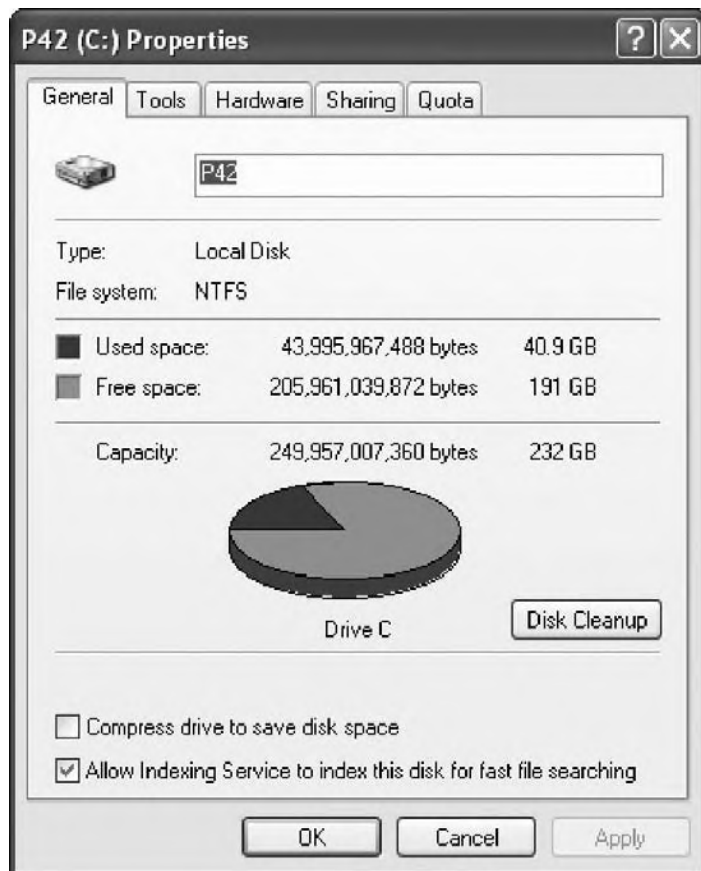 P42 (C:) Properties
General Tools Hardware Sharing Quota
P42
Type: Local Disk
File system: NTFS
Used space: 43,995,967,488 bytes 40.9 GB
Free space: 205,961,039,872 bytes 191 GB
Capacity: 249,957,007,360 bytes 232 GB
Drive C
Disk Cleanup
Compress drive to save disk space
Allow Indexing Service to index this disk for fast file searching
OK Cancel Apply